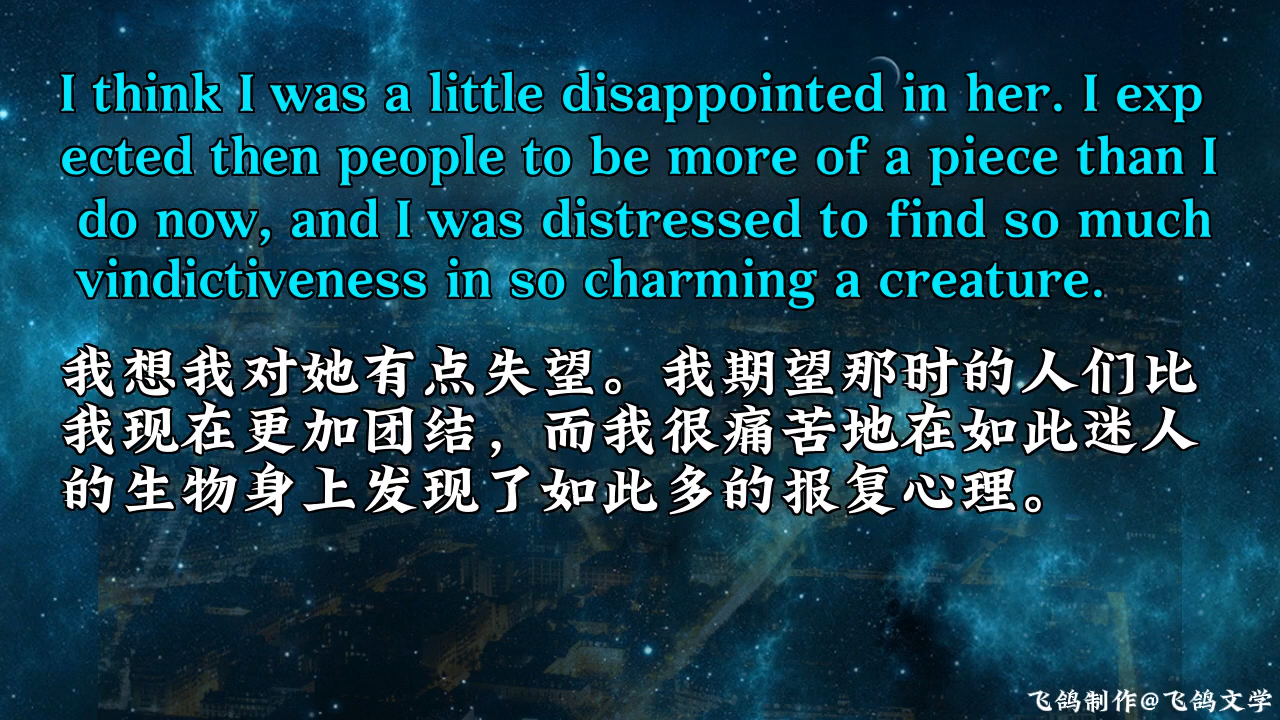 I think I was a little disappointed in her. I exp
ected then people to be more of a piece than I
do now, and I was distressed to find so much
vindictiveness in so charming a creature.
我想我对她有点失望。我期望那时的人们比
我现在更加团结，而我很痛苦地在如此迷人
的生物身上发现了如此多的报复心理。
飞鸽制作@飞鸽文学